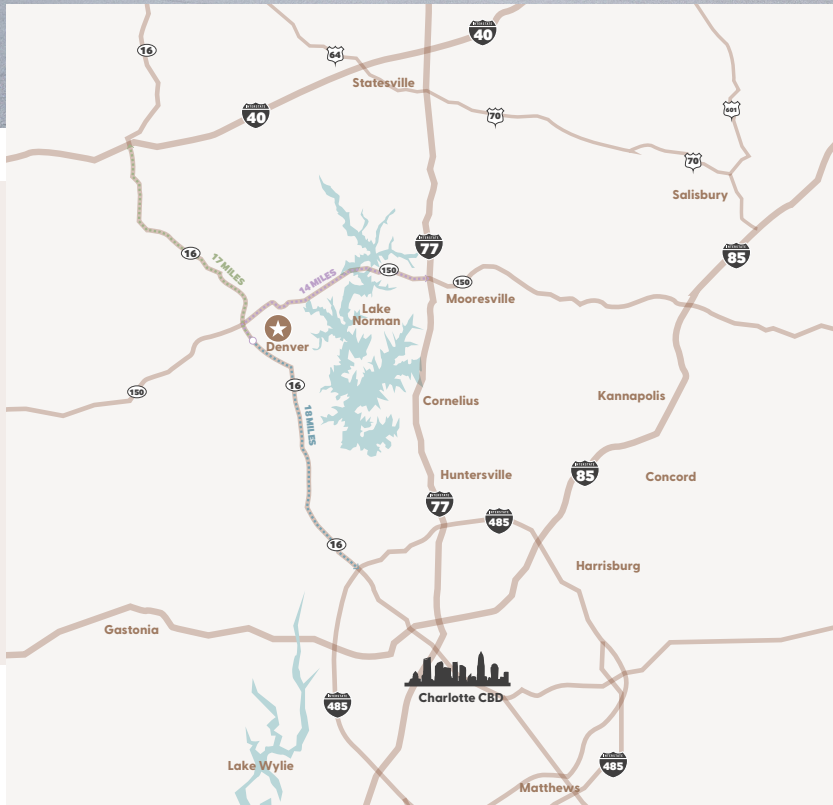 40
16
64
Statesville
40
601
70
70
Salisbury
77
85
16
17 MILES
14 MILES
150
150
Mooresville
Lake
Norman
Denver
16
150
Cornelius
Kannapolis
18 MILES
Huntersville
85
Concord
77
485
16
Harrisburg
Gastonia
Charlotte CBD
485
Lake Wylie
485
Matthews